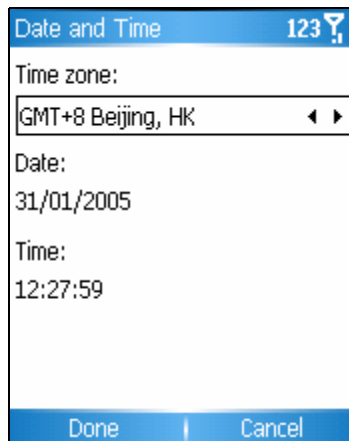 Date and Time 123
Time zone:
GMT+8 Beijing, HK
Date:
31/01/2005
Time:
12:27:59
Done Cancel